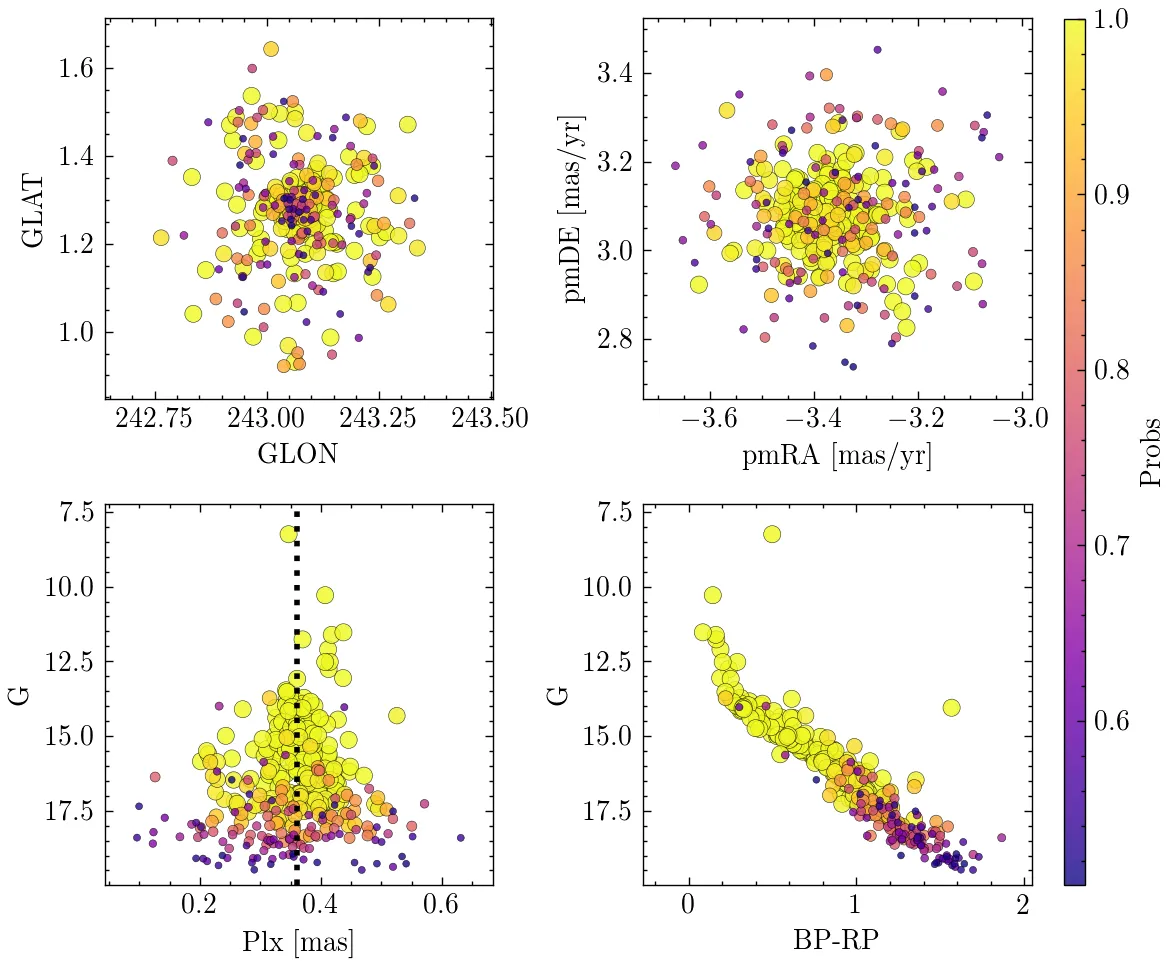 1.6
1.4
1.2
1.0
GLAT
242.75 243.00 243.25 243.50
GLON
3.4
3.2
3.0
2.8
pmDE [mas/yr]
−3.6 −3.4 −3.2 −3.0
pmRA [mas/yr]
7.5
10.0
12.5
15.0
17.5
G
0.2 0.4 0.6
Plx [mas]
7.5
10.0
12.5
15.0
17.5
G
0 1 2
BP-RP
1.0
0.9
0.8
0.7
0.6
Probs